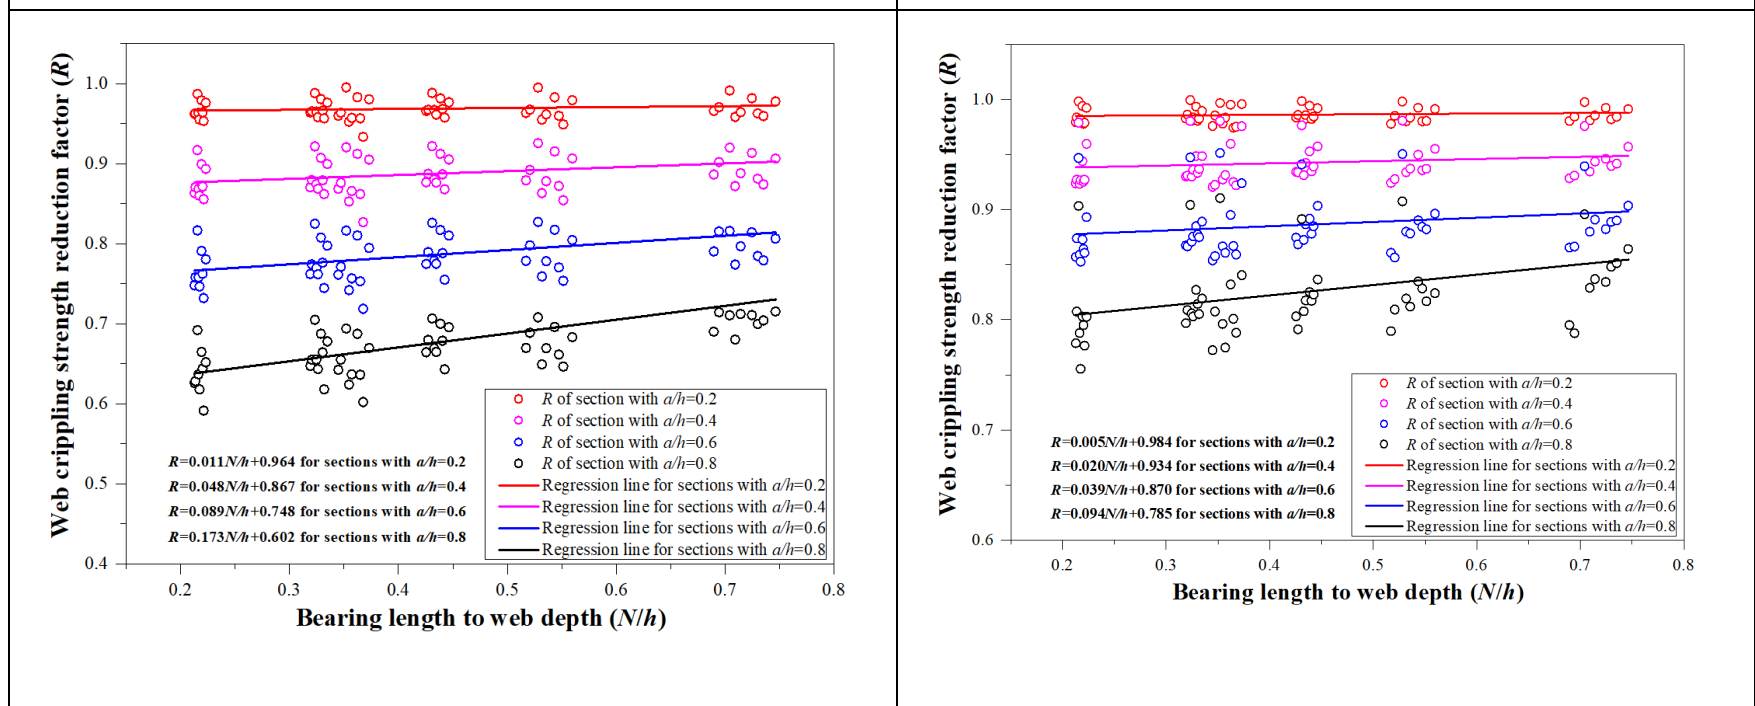 Web crippling strength reduction factor (R)
1.0
0.9
0.8
0.7
0.6
0.5
0.4
R of section with a/h=0.2
R of section with a/h=0.4
R of section with a/h=0.6
R of section with a/h=0.8
Regression line for sections with a/h=0.2
Regression line for sections with a/h=0.4
Regression line for sections with a/h=0.6
Regression line for sections with a/h=0.8
R=0.011N/h+0.964 for sections with a/h=0.2
R=0.048N/h+0.867 for sections with a/h=0.4
R=0.089N/h+0.748 for sections with a/h=0.6
R=0.173N/h+0.602 for sections with a/h=0.8
0.2 0.3 0.4 0.5 0.6 0.7 0.8
Bearing length to web depth (N/h)
Web crippling strength reduction factor (R)
1.0
0.9
0.8
0.7
0.6
R of section with a/h=0.2
R of section with a/h=0.4
R of section with a/h=0.6
R of section with a/h=0.8
Regression line for sections with a/h=0.2
Regression line for sections with a/h=0.4
Regression line for sections with a/h=0.6
Regression line for sections with a/h=0.8
R=0.005N/h+0.984 for sections with a/h=0.2
R=0.020N/h+0.934 for sections with a/h=0.4
R=0.039N/h+0.870 for sections with a/h=0.6
R=0.094N/h+0.785 for sections with a/h=0.8
0.2 0.3 0.4 0.5 0.6 0.7 0.8
Bearing length to web depth (N/h)